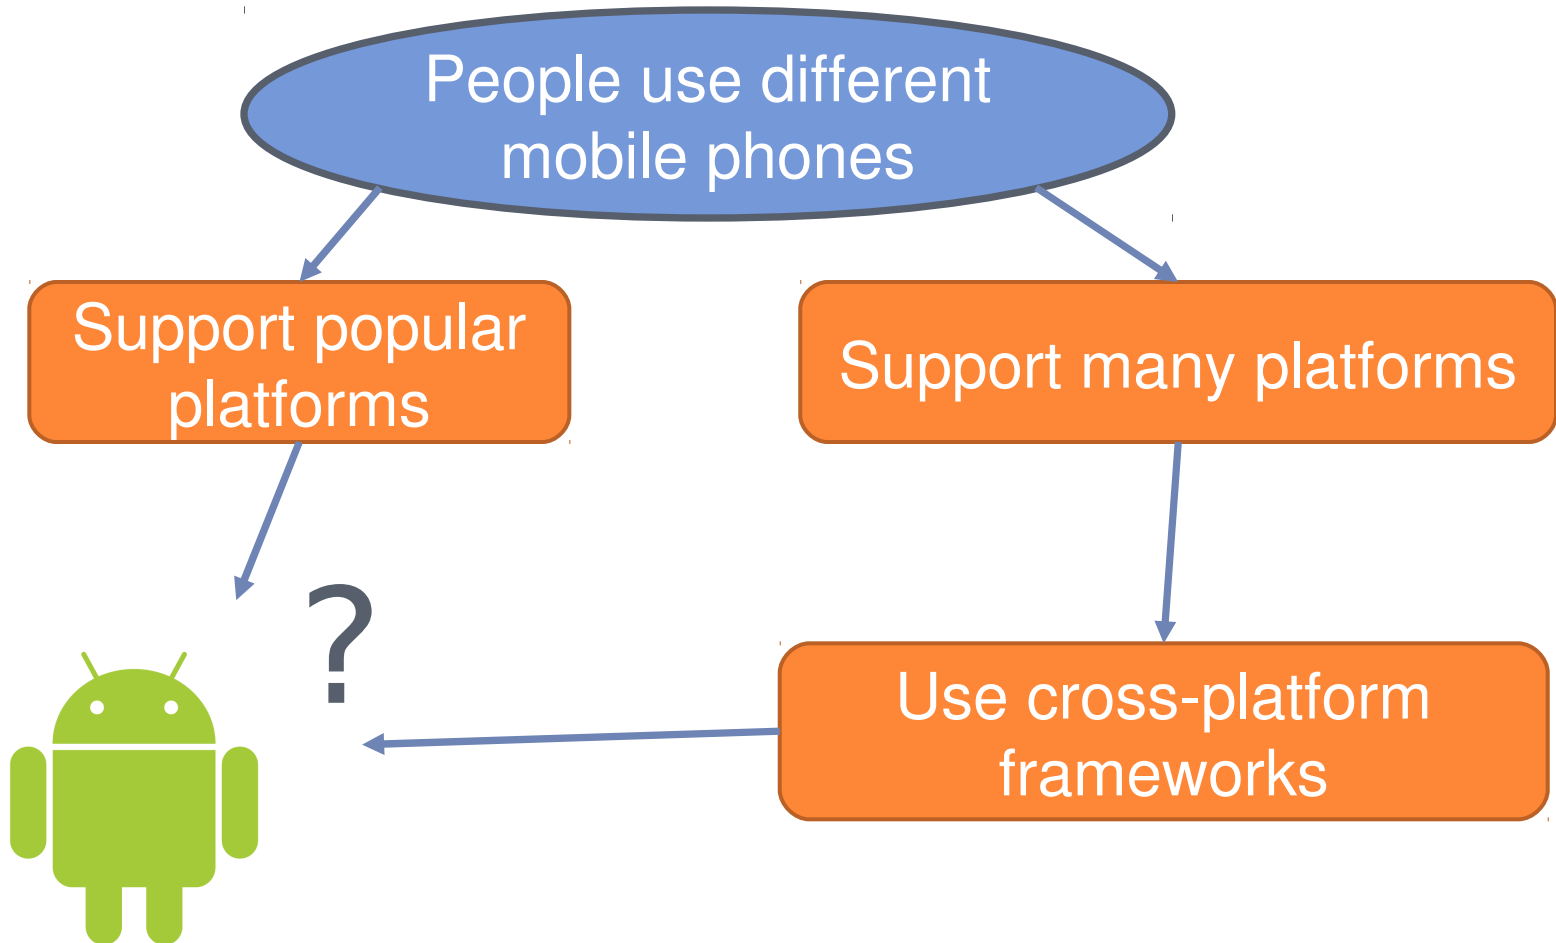 People use different
mobile phones
Support popular
platforms
Support many platforms
?
Use cross-platform
frameworks